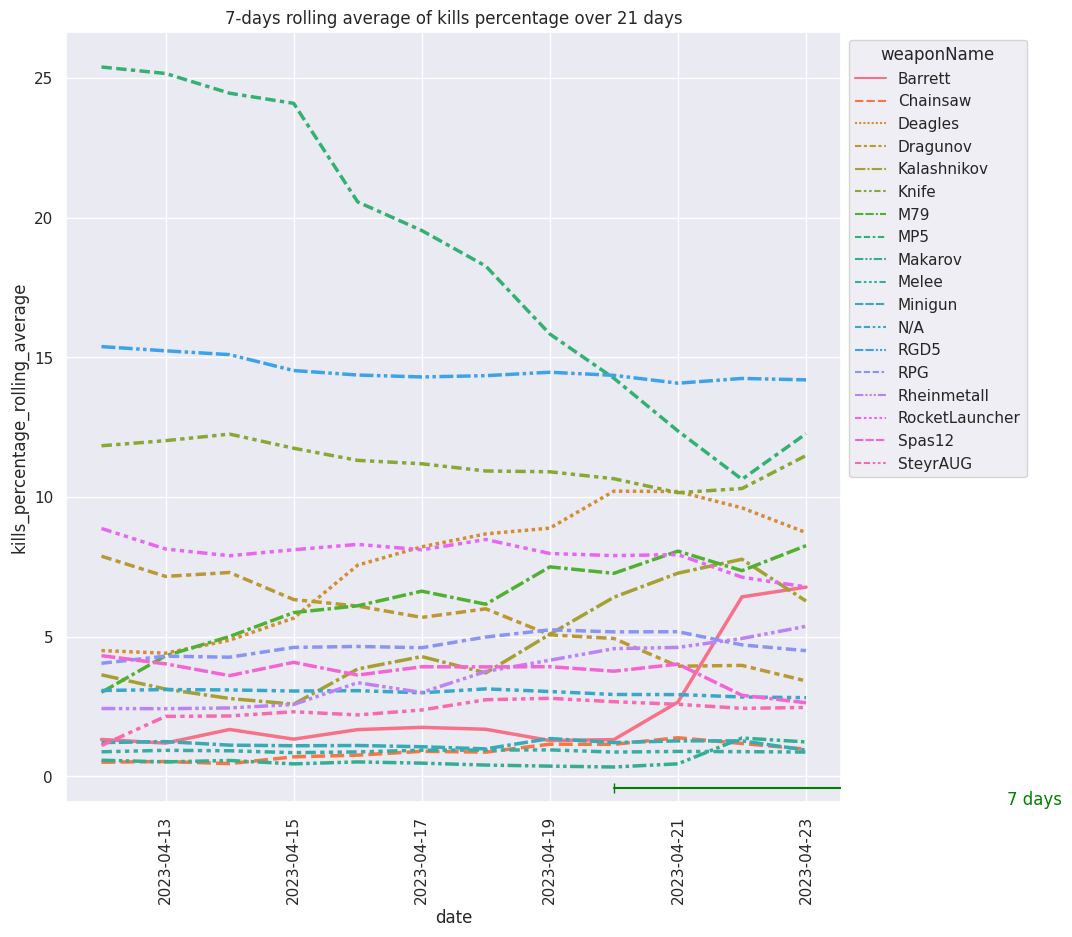 7-days rolling average of kills percentage over 21 days
weaponName
Barrett
Chainsaw
Deagles
Dragunov
Kalashnikov
Knife
M79
MP5
Makarov
Melee
Minigun
N/A
RGD5
RPG
Rheinmetall
RocketLauncher
Spas12
SteyrAUG
kills_percentage_rolling_average
25
20
15
10
5
0
7 days
2023-04-13
2023-04-15
2023-04-17
2023-04-19
2023-04-21
2023-04-23
date